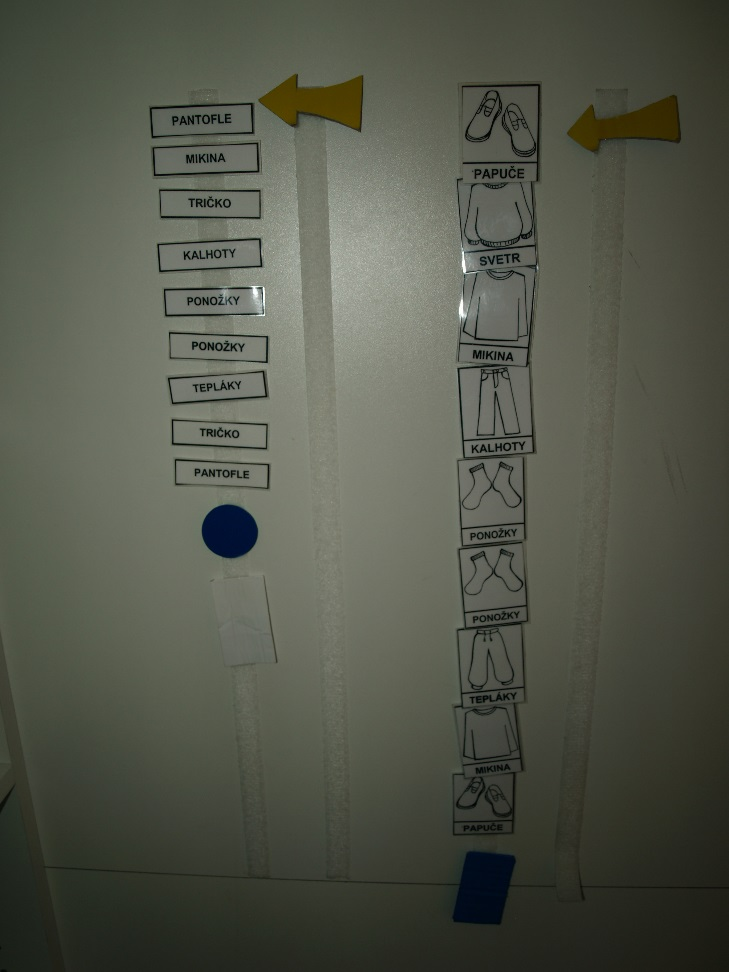 PANTOFLE
MIKINA
TRIČKO
KALHOTY
PONOŽKY
PONOŽKY
TEPLÁKY
TRIČKO
PANTOFLE
PAPUČE
SVETR
MIKINA
KALHOTY
PONOŽKY
PONOŽKY
TEPLÁKY
MIKINA
PAPUČE